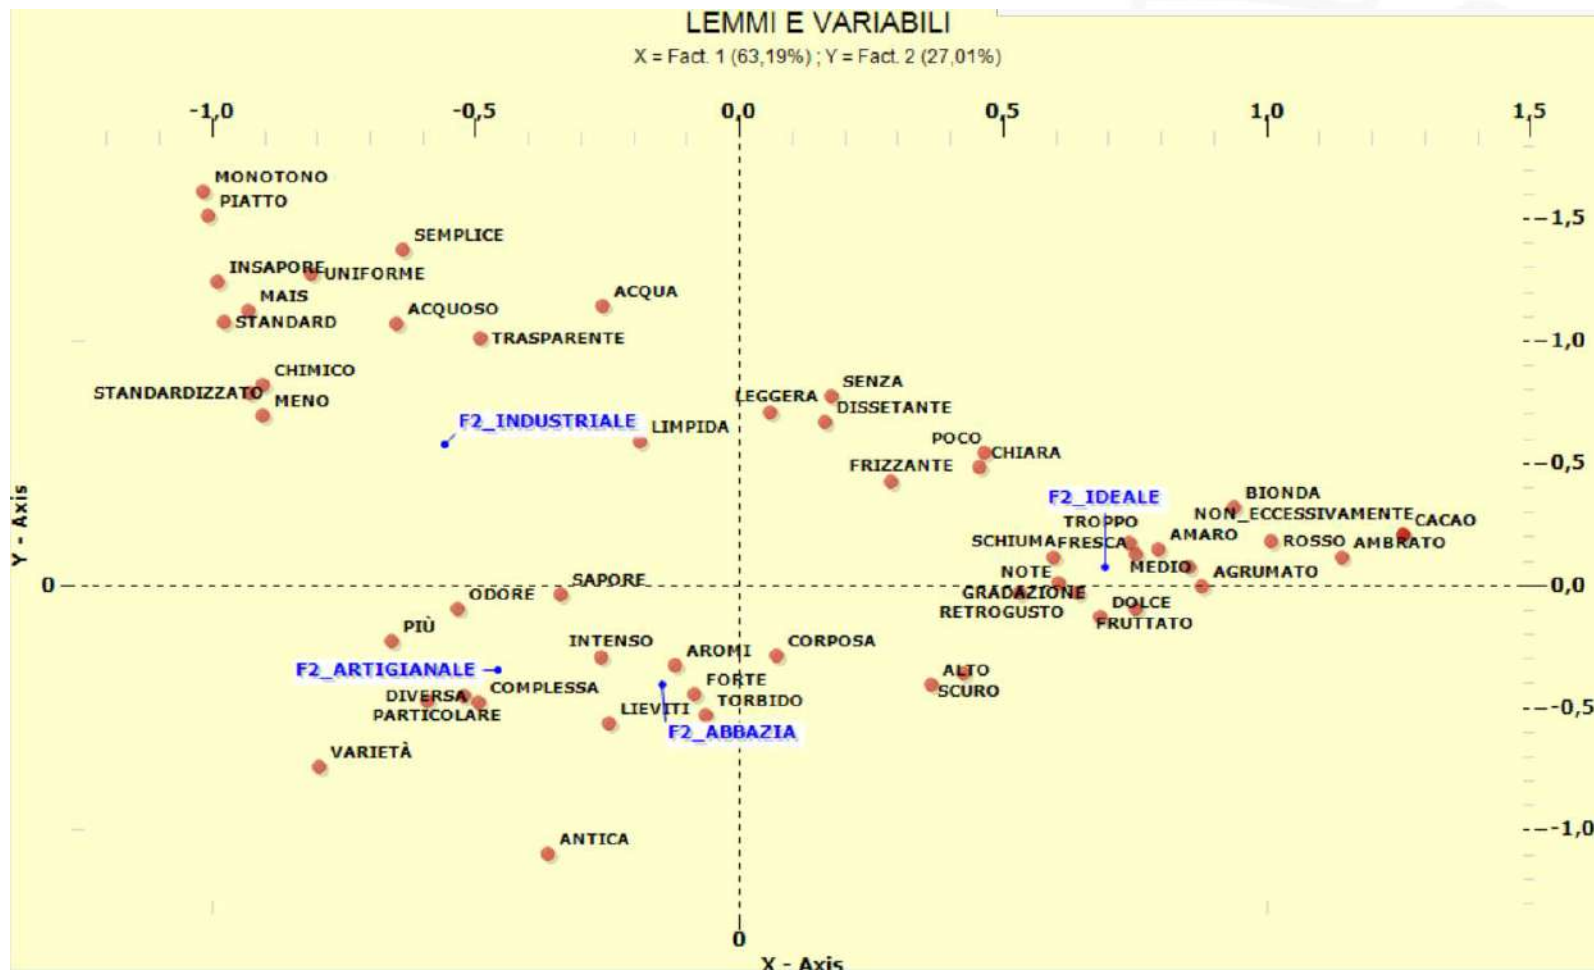 LEMMI E VARIABILI
X = Fact. 1 (63,19%) ; Y = Fact. 2 (27,01%)
-1,0 -0,5 0,0 0,5 1,0 1,5
MONOTONO
PIATTO
1,5
SEMPLICE
INSAPORE
UNIFORME
ACQUA
MAIS
ACQUOSO
STANDARD
TRASPARENTE
1,0
CHIMICO
SENZA
STANDARDIZZATO
LEGGERA
MENO
DISSETANTE
F2_INDUSTRIALE
LIMPIDA
POCO
CHIARA
FRIZZANTE
0,5
F2_IDEALE
BIONDA
NON_ECCESSIVAMENTE
TROPPO
CACAO
AMARO
SCHIUMA
FRESCA
ROSSO
AMBRATO
Y - Axis
MEDIO
NOTE
AGRUMATO
SAPORE
0
0,0
ODORE
GRADAZIONE
DOLCE
RETROGUSTO
FRUTTATO
PIÙ
INTENSO
CORPOSA
AROMI
F2_ARTIGIANALE
ALTO
FORTE
COMPLESSA
SCURO
DIVERSA
TORBIDO
LIEVITI
-0,5
PARTICOLARE
F2_ABBAZIA
VARIETÀ
-1,0
ANTICA
0
X - Axis